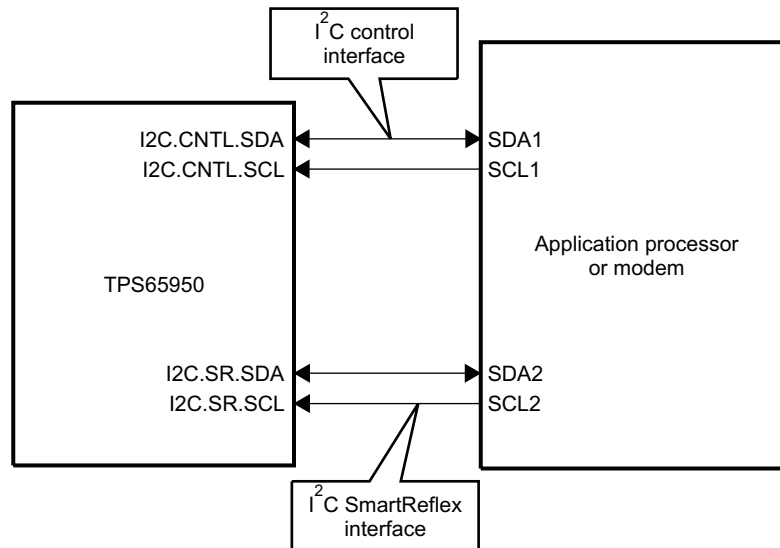 I²C control
interface
I2C.CNTL.SDA
SDA1
I2C.CNTL.SCL
SCL1
Application processor
or modem
TPS65950
I2C.SR.SDA
SDA2
I2C.SR.SCL
SCL2
I²C SmartReflex
interface